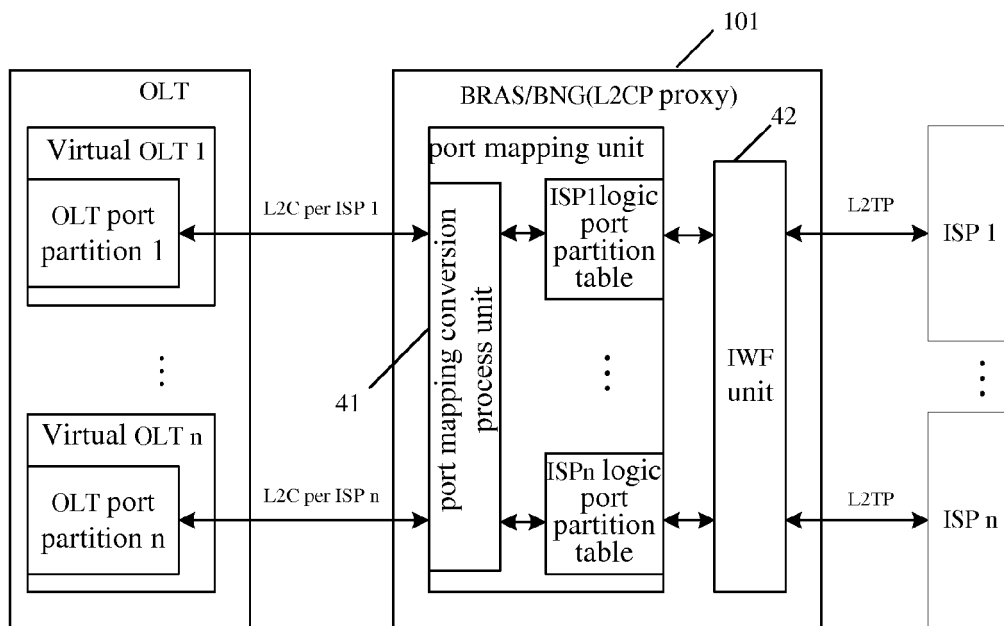 101
OLT
BRAS/BNG(L2CP proxy)
Virtual OLT 1
OLT port
partition 1
L2C per ISP 1
port mapping unit
42
ISP1logic
port
partition
table
L2TP
ISP 1
port mapping conversion
process unit
41
IWF
unit
Virtual OLT n
OLT port
partition n
L2C per ISP n
ISPn logic
port
partition
table
L2TP
ISP n